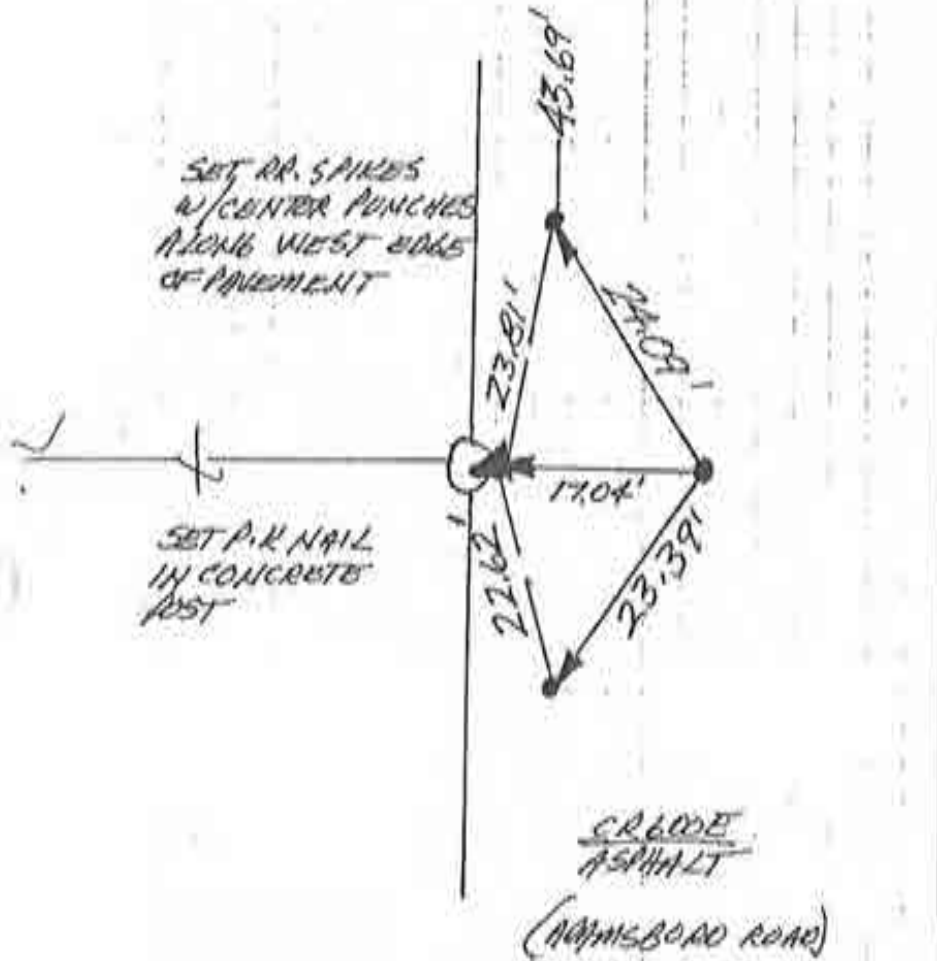 43.69'
SET RR. SPIKES
W/CENTER PUNCHES
ALONG WEST EDGE
OF PAVEMENT
23.81'
24.09'
17.04'
SET P.K NAIL
IN CONCRETE
POST
22.62'
23.39'
CR 600E
ASPHALT
(ADAMSBORO ROAD)